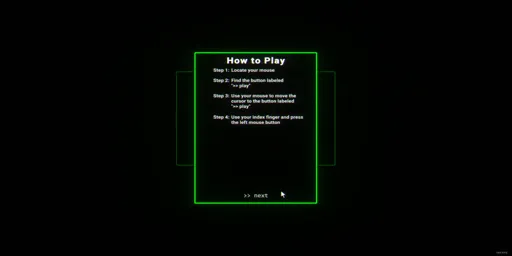 How to Play
Step 1: Locate your mouse
Step 2: Find the button labeled
">> play"
Step 3: Use your mouse to move the
cursor to the button labeled
">> play"
Step 4: Use your index finger and press
the left mouse button
>> next